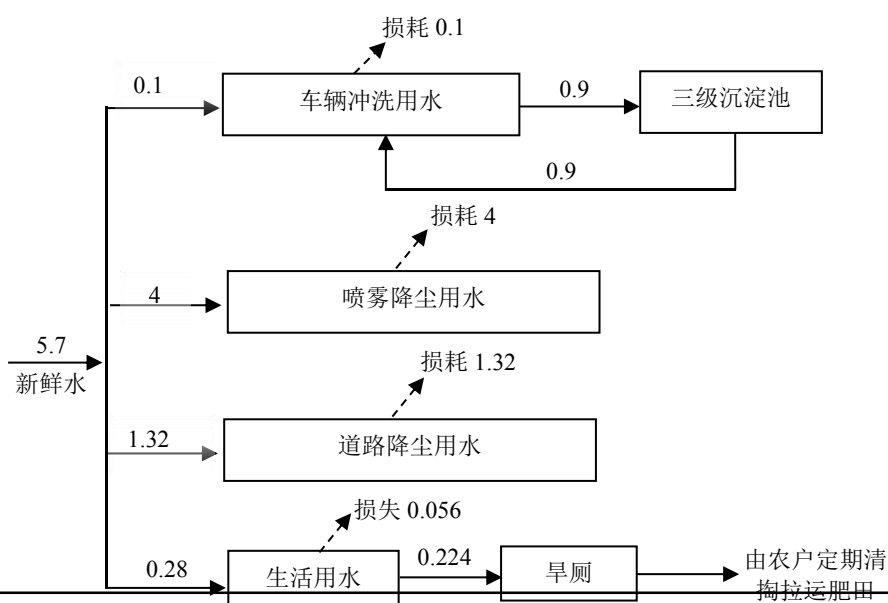 损耗 0.1
0.1
车辆冲洗用水
0.9
三级沉淀池
0.9
损耗 4
4
喷雾降尘用水
5.7
新鲜水
损耗 1.32
1.32
道路降尘用水
损失 0.056
0.28
生活用水
0.224
旱厕
由农户定期清
掏拉运肥田